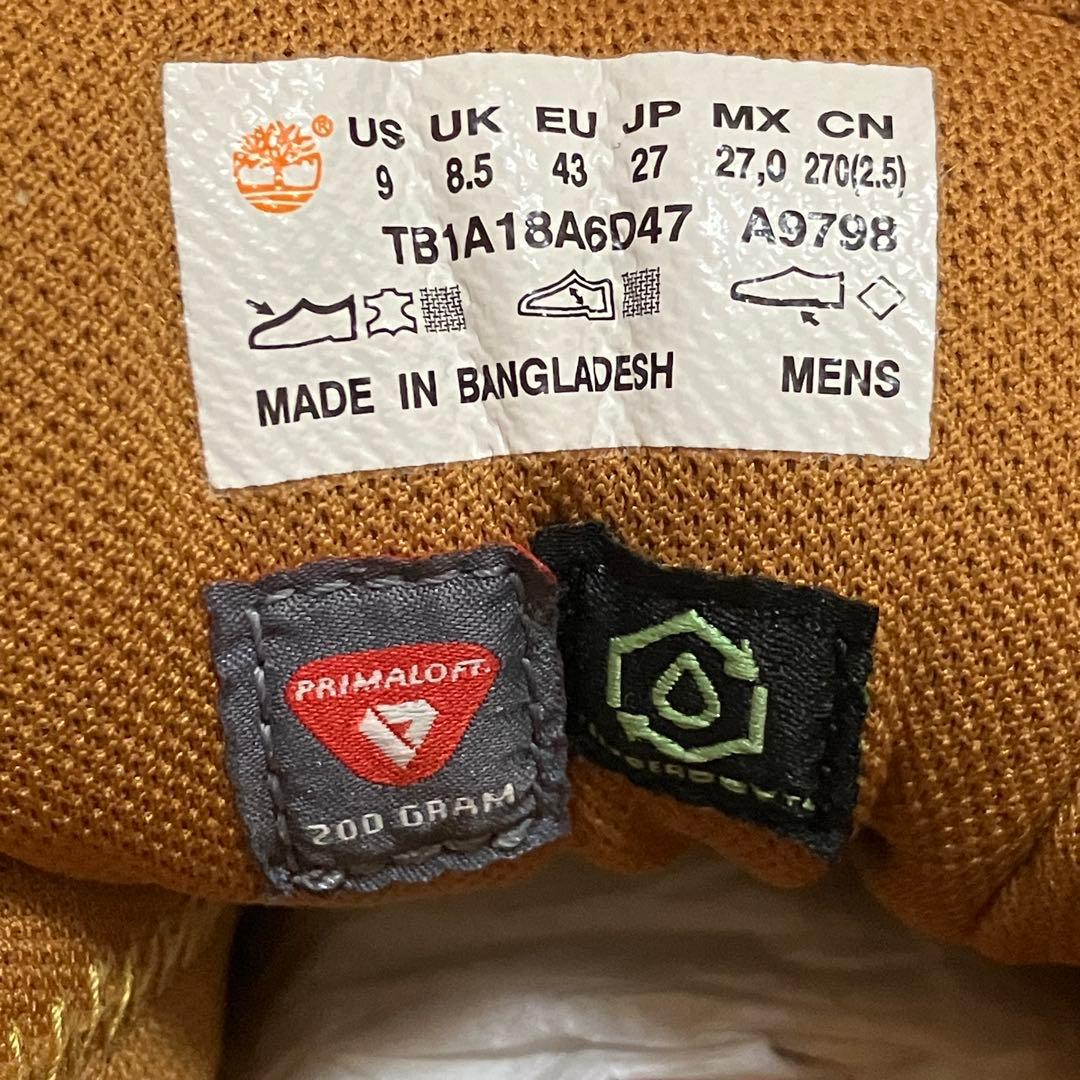 ® US UK EU JP MX CN
9 8.5 43 27 27,0 270(2.5)
TB1A18A6D47 A9798
MADE IN BANGLADESH MENS
PRIMALOFT
200 GRAM